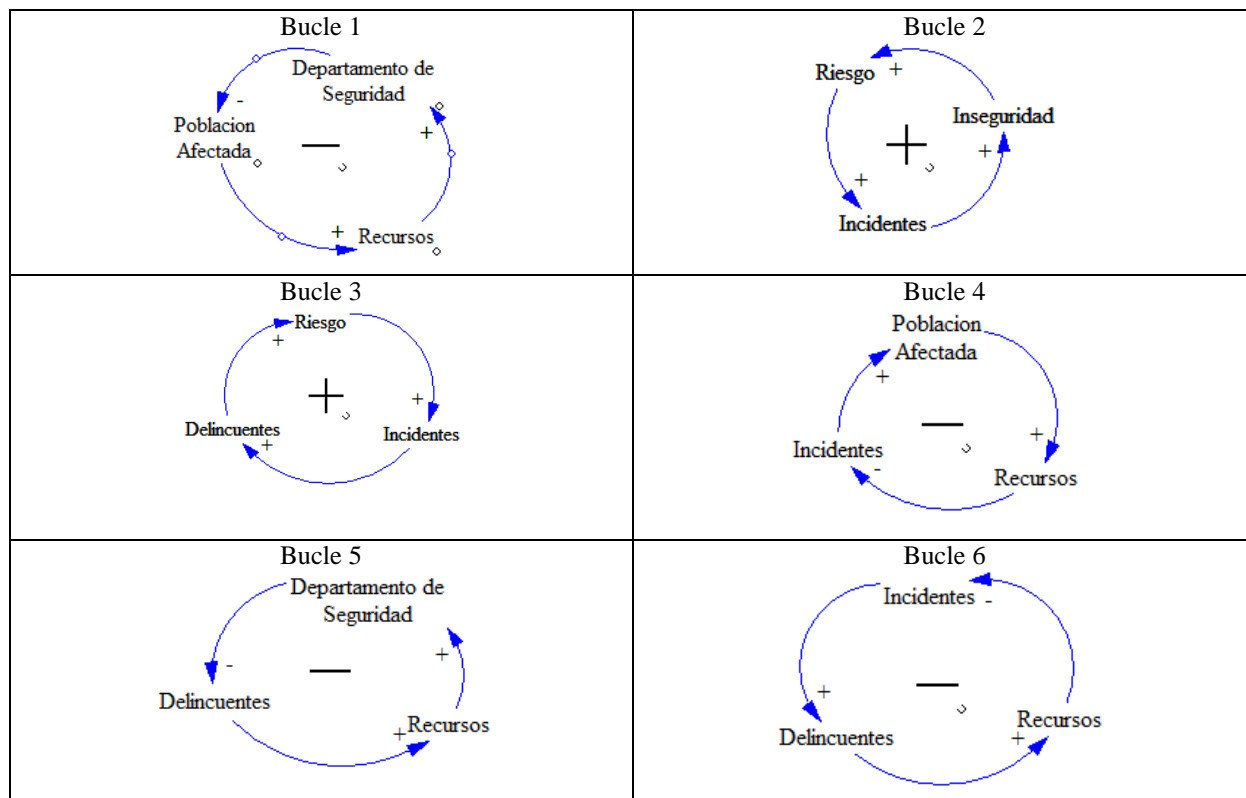 Bucle 1
Departamento de
Seguridad
-
Poblacion
Afectada
+
+
Recursos
Bucle 2
Riesgo
+
Inseguridad
+
+
Incidentes
Bucle 3
Riesgo
+
+
Delincuentes
+
Incidentes
Bucle 4
Poblacion
Afectada
+
+
Incidentes
-
Recursos
Bucle 5
Departamento de
Seguridad
+
-
Delincuentes
+
Recursos
Bucle 6
Incidentes
-
+
Delincuentes
+
Recursos